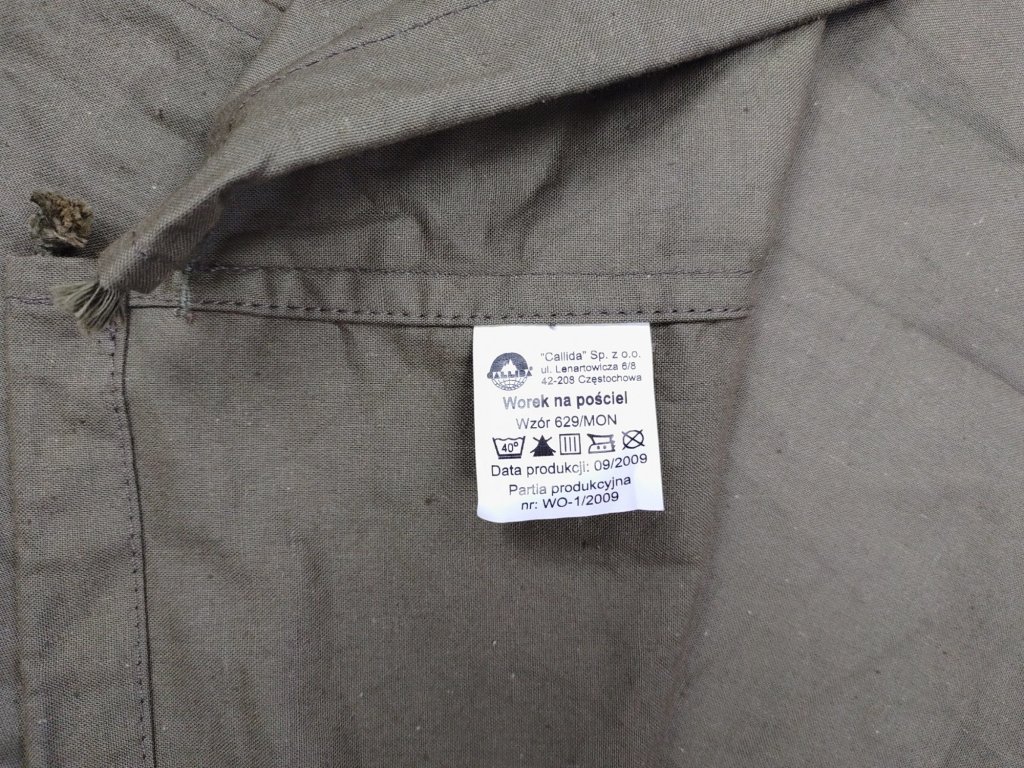 CALLIDA
"Callida" Sp. z o.o.
ul. Lenartowicza 6/8
42-208 Częstochowa
Worek na pościel
Wzór 629/MON
40°
Data produkcji: 09/2009
Partia produkcyjna
nr: WO-1/2009